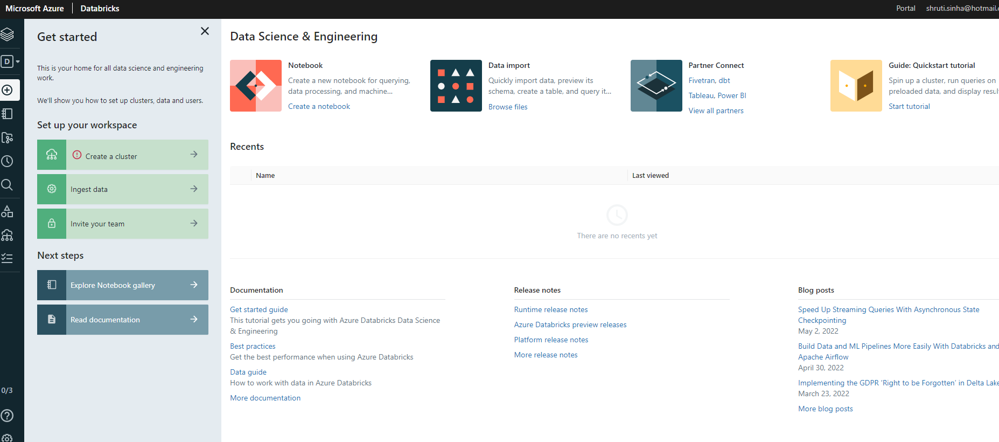 Microsoft Azure
Databricks
Portal
shruti.sinha@hotmail.c
D
0/3
Get started
This is your home for all data science and engineering
work.
We'll show you how to set up clusters, data and users.
Set up your workspace
Create a cluster
Ingest data
Invite your team
Next steps
Explore Notebook gallery
Read documentation
Data Science & Engineering
Notebook
Create a new notebook for querying,
data processing, and machine...
Create a notebook
Data import
Quickly import data, preview its
schema, create a table, and query it...
Browse files
Partner Connect
Fivetran, dbt
Tableau, Power BI
View all partners
Guide: Quickstart tutorial
Spin up a cluster, run queries on
preloaded data, and display resul
Start tutorial
Recents
Name
Last viewed
There are no recents yet
Documentation
Get started guide
This tutorial gets you going with Azure Databricks Data Science
& Engineering
Best practices
Get the best performance when using Azure Databricks
Data guide
How to work with data in Azure Databricks
More documentation
Release notes
Runtime release notes
Azure Databricks preview releases
Platform release notes
More release notes
Blog posts
Speed Up Streaming Queries With Asynchronous State
Checkpointing
May 2, 2022
Build Data and ML Pipelines More Easily With Databricks and
Apache Airflow
April 30, 2022
Implementing the GDPR 'Right to be Forgotten' in Delta Lake
March 23, 2022
More blog posts